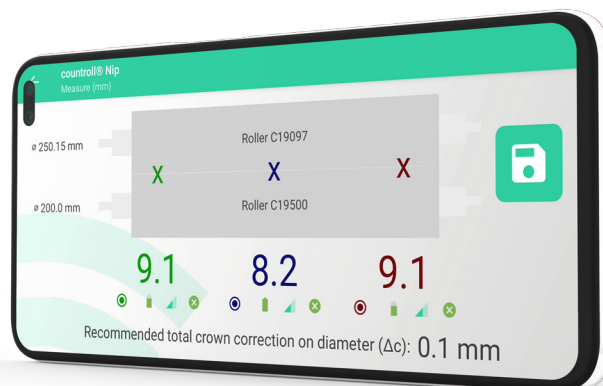 countroll® Nip
Measure (mm)
ø 250.15 mm
Roller C19097
X X X
ø 200.0 mm
Roller C19500
9.1 8.2 9.1
Recommended total crown correction on diameter (Δc): 0.1 mm